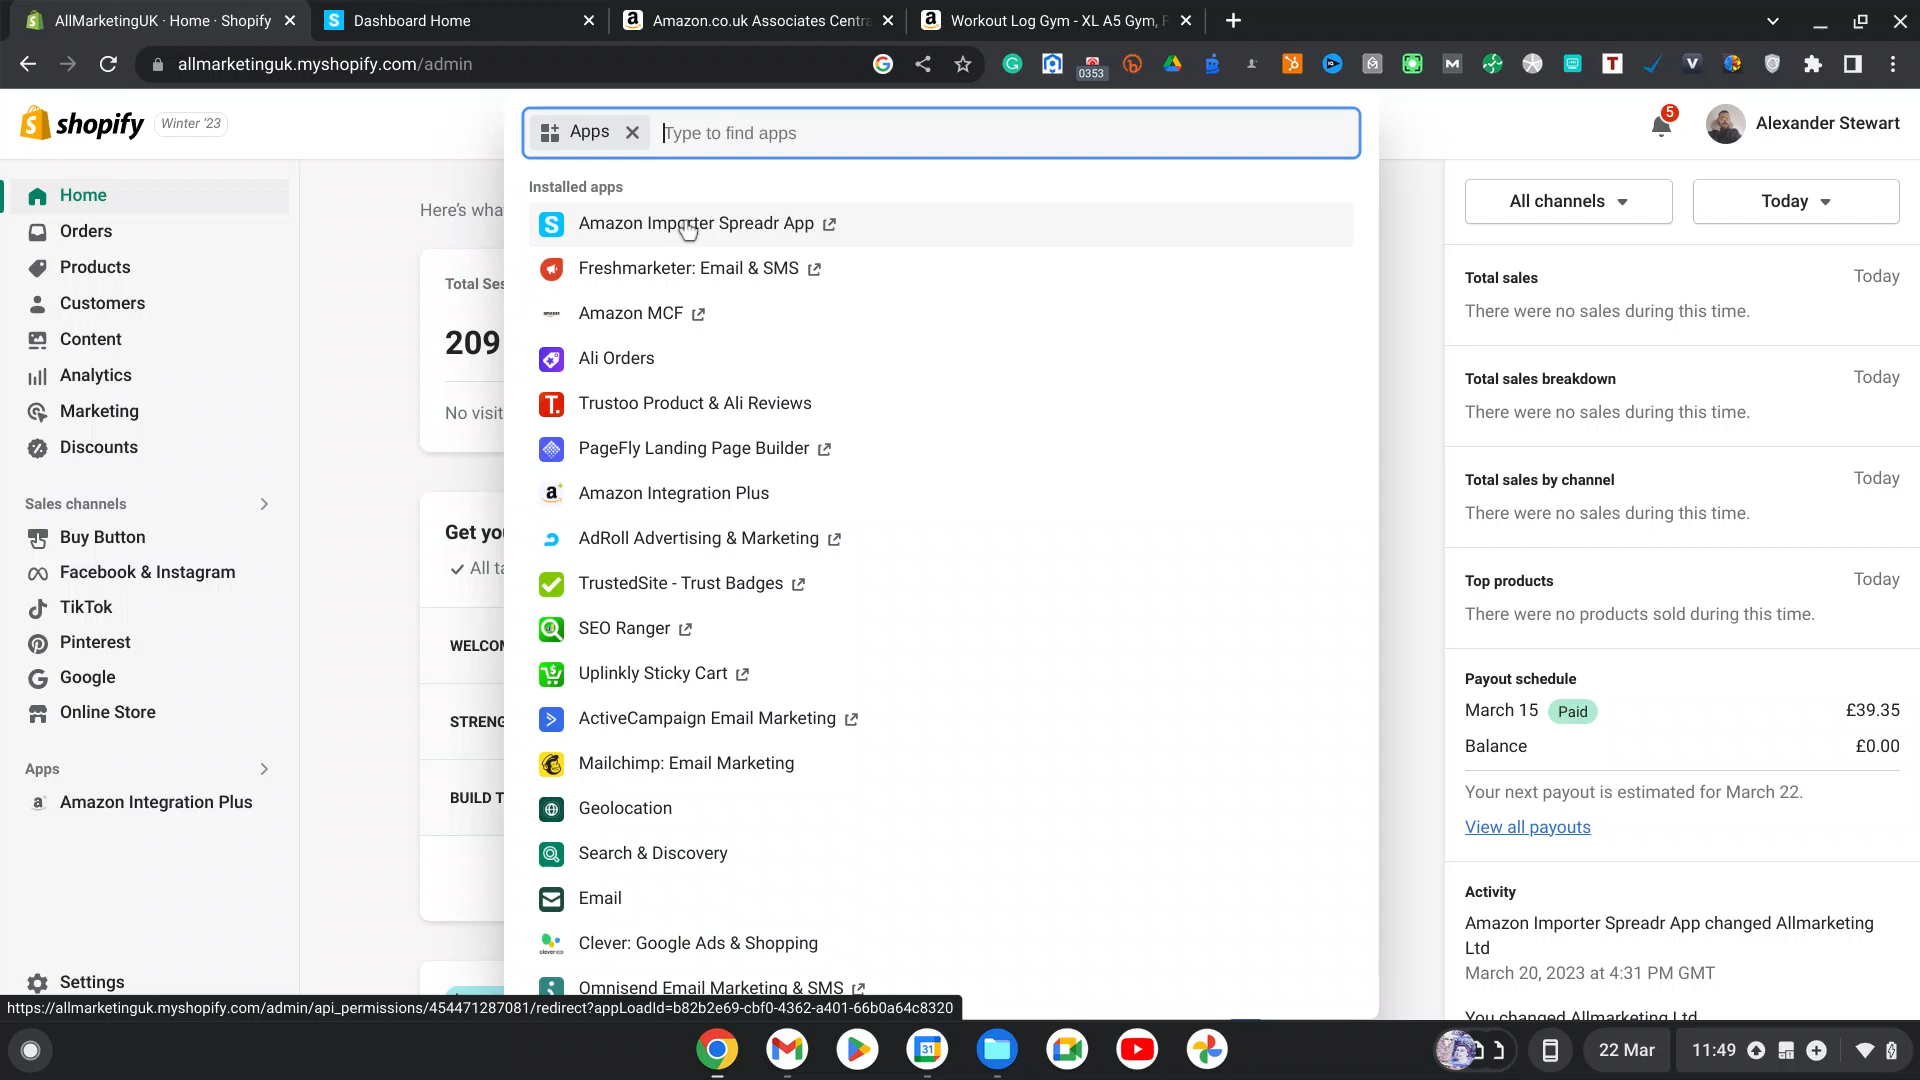 AllMarketingUK · Home · Shopify
Dashboard Home
Amazon.co.uk Associates Centra
Workout Log Gym - XL A5 Gym, F
allmarketinguk.myshopify.com/admin
0353
shopify
Winter '23
Apps
Type to find apps
5
Alexander Stewart
Home
Orders
Products
Customers
Content
Analytics
Marketing
Discounts
Sales channels
Buy Button
Facebook & Instagram
TikTok
Pinterest
Google
Online Store
Apps
Amazon Integration Plus
Settings
Here's wha
Total Ses
209
No visit
Get you
All ta
WELCOM
STRENG
BUILD T
Installed apps
Amazon Importer Spreadr App
Freshmarketer: Email & SMS
Amazon MCF
Ali Orders
Trustoo Product & Ali Reviews
PageFly Landing Page Builder
Amazon Integration Plus
AdRoll Advertising & Marketing
TrustedSite - Trust Badges
SEO Ranger
Uplinkly Sticky Cart
ActiveCampaign Email Marketing
Mailchimp: Email Marketing
Geolocation
Search & Discovery
Email
Clever: Google Ads & Shopping
Omnisend Email Marketing & SMS
All channels
Today
Total sales Today
There were no sales during this time.
Total sales breakdown Today
There were no sales during this time.
Total sales by channel Today
There were no sales during this time.
Top products Today
There were no products sold during this time.
Payout schedule
March 15 Paid £39.35
Balance £0.00
Your next payout is estimated for March 22.
View all payouts
Activity
Amazon Importer Spreadr App changed Allmarketing
Ltd
March 20, 2023 at 4:31 PM GMT
You changed Allmarketing Ltd
https://allmarketinguk.myshopify.com/admin/api_permissions/454471287081/redirect?appLoadId=b82b2e69-cbf0-4362-a401-66b0a64c8320
31
22 Mar
11:49